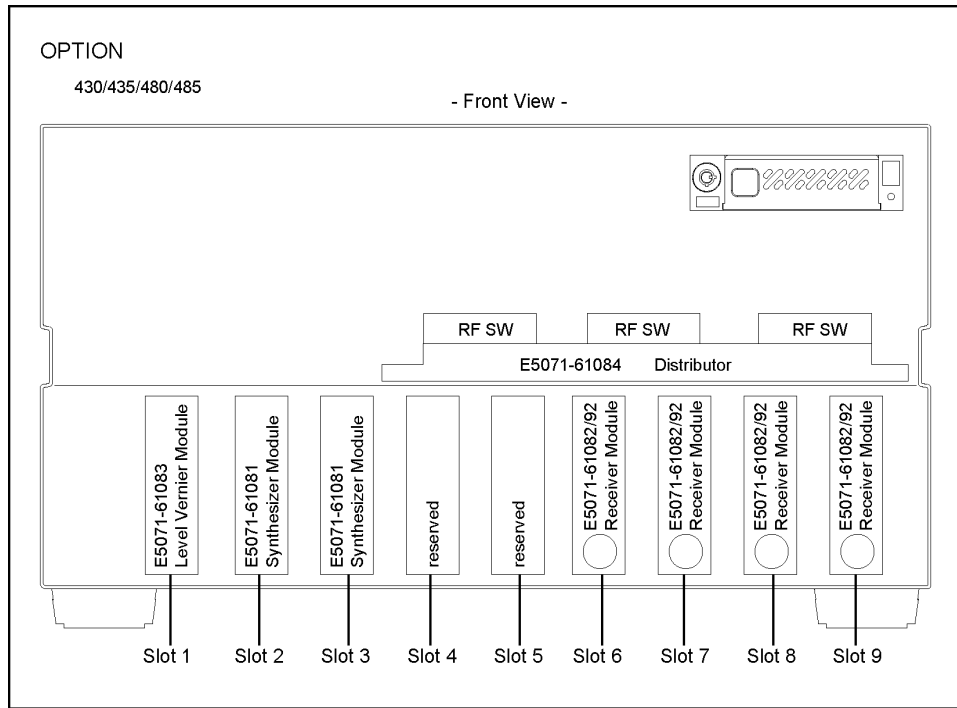 OPTION
430/435/480/485
- Front View -
RF SW
RF SW
RF SW
E5071-61084 Distributor
E5071-61083
Level Vernier Module
E5071-61081
Synthesizer Module
E5071-61081
Synthesizer Module
reserved
reserved
E5071-61082/92
Receiver Module
E5071-61082/92
Receiver Module
E5071-61082/92
Receiver Module
E5071-61082/92
Receiver Module
Slot 1
Slot 2
Slot 3
Slot 4
Slot 5
Slot 6
Slot 7
Slot 8
Slot 9